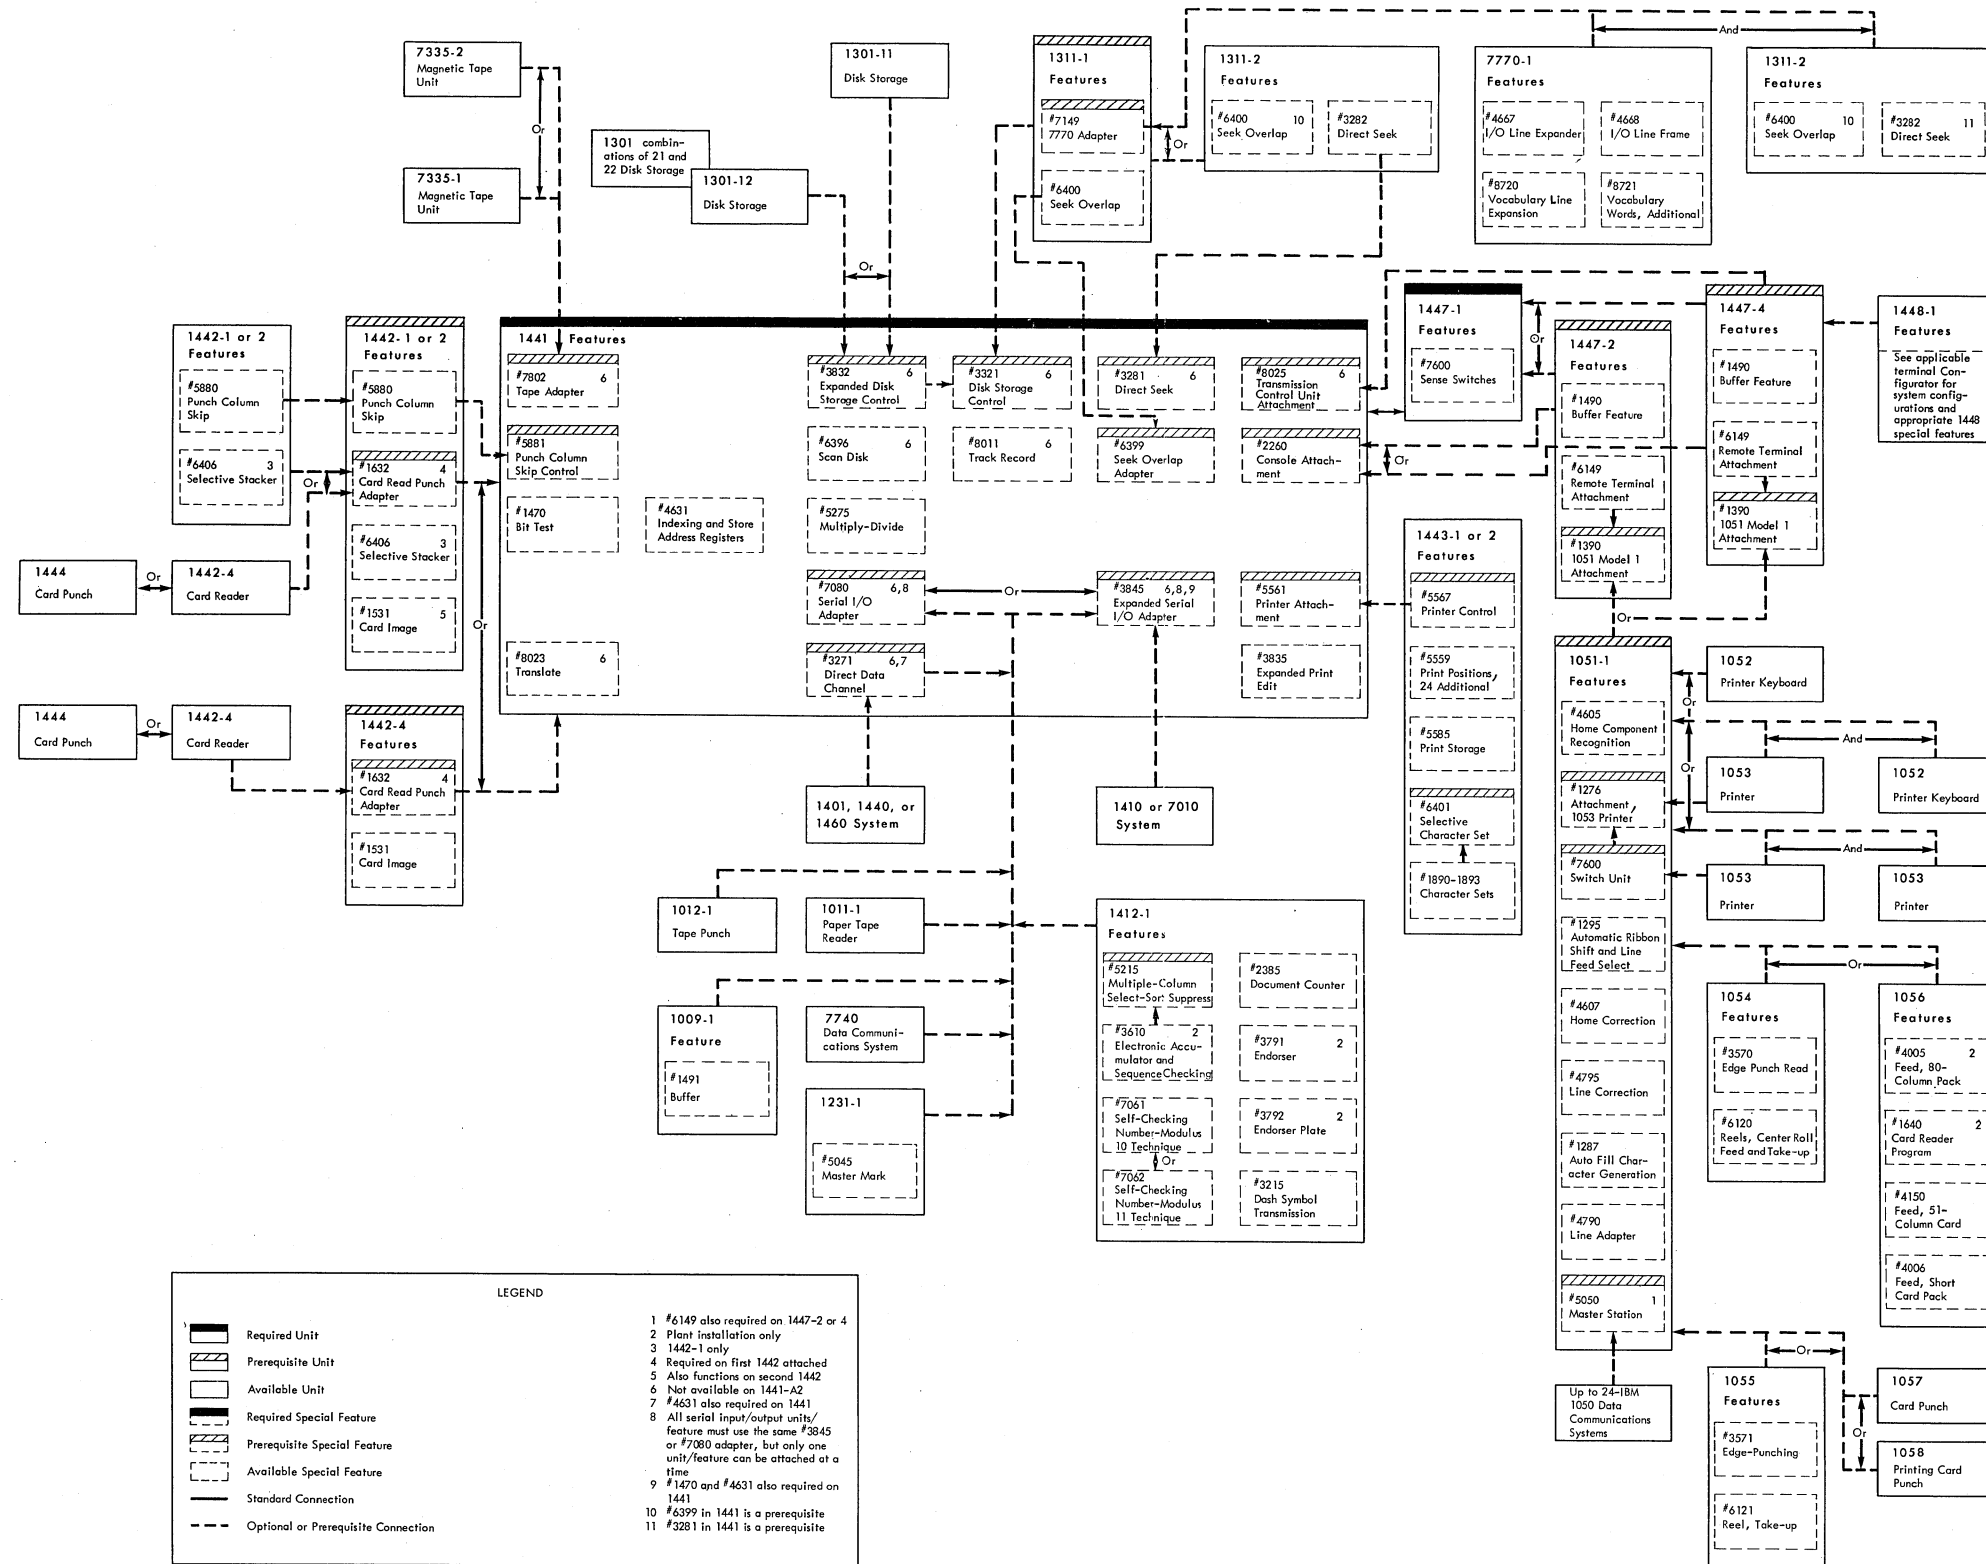 And
7335-2
Magnetic Tape
Unit
Or
7335-1
Magnetic Tape
Unit
1301 combin-
ations of 21 and
22 Disk Storage
1301-12
Disk Storage
1301-11
Disk Storage
Or
1311-1
Features
#7149
7770 Adapter
#6400
Seek Overlap
Or
1311-2
Features
#6400 10
Seek Overlap
#3282
Direct Seek
7770-1
Features
#4667
I/O Line Expander
#4668
I/O Line Frame
#8720
Vocabulary Line
Expansion
#8721
Vocabulary
Words, Additional
1311-2
Features
#6400 10
Seek Overlap
#3282 11
Direct Seek
1442-1 or 2
Features
#5880
Punch Column
Skip
#6406 3
Selective Stacker
Or
1442-1 or 2
Features
#5880
Punch Column
Skip
#1632 4
Card Read Punch
Adapter
#6406 3
Selective Stacker
#1531 5
Card Image
1444
Card Punch
Or
1442-4
Card Reader
Or
1444
Card Punch
Or
1442-4
Card Reader
1442-4
Features
#1632 4
Card Read Punch
Adapter
#1531
Card Image
1441 Features
#7802 6
Tape Adapter
#5881
Punch Column
Skip Control
#1470
Bit Test
#8023 6
Translate
#4631
Indexing and Store
Address Registers
#3832 6
Expanded Disk
Storage Control
#6396 6
Scan Disk
#5275
Multiply-Divide
#7080 6,8
Serial I/O
Adapter
#3271 6,7
Direct Data
Channel
#3321 6
Disk Storage
Control
#8011 6
Track Record
Or
#3281 6
Direct Seek
#6399
Seek Overlap
Adapter
#3845 6,8,9
Expanded Serial
I/O Adapter
#8025 6
Transmission
Control Unit
Attachment
#2260
Console Attach-
ment
#5561
Printer Attach-
ment
#3835
Expanded Print
Edit
Or
1447-1
Features
#7600
Sense Switches
Or
1447-2
Features
#1490
Buffer Feature
#6149
Remote Terminal
Attachment
#1390
1051 Model 1
Attachment
1447-4
Features
#1490
Buffer Feature
#6149
Remote Terminal
Attachment
#1390
1051 Model 1
Attachment
1448-1
Features
See applicable
terminal Con-
figurator for
system config-
urations and
appropriate 1448
special features
Or
1443-1 or 2
Features
#5567
Printer Control
#5559
Print Positions,
24 Additional
#5585
Print Storage
#6401
Selective
Character Set
#1890-1893
Character Sets
1401, 1440, or
1460 System
1410 or 7010
System
1012-1
Tape Punch
1011-1
Paper Tape
Reader
1009-1
Feature
#1491
Buffer
7740
Data Communi-
cations System
1231-1
#5045
Master Mark
1412-1
Features
#5215
Multiple-Column
Select-Sort Suppress
#3610 2
Electronic Accu-
mulator and
Sequence Checking
#7061
Self-Checking
Number-Modulus
10 Technique
Or
#7062
Self-Checking
Number-Modulus
11 Technique
#2385
Document Counter
#3791 2
Endorser
#3792 2
Endorser Plate
#3215
Dash Symbol
Transmission
1051-1
Features
#4605
Home Component
Recognition
#1276
Attachment,
1053 Printer
#7600
Switch Unit
#1295
Automatic Ribbon
Shift and Line
Feed Select
#4607
Home Correction
#4795
Line Correction
#1287
Auto Fill Char-
acter Generation
#4790
Line Adapter
#5050 1
Master Station
Up to 24-IBM
1050 Data
Communications
Systems
1052
Printer Keyboard
Or
And
Or
1053
Printer
1052
Printer Keyboard
And
1053
Printer
1053
Printer
Or
1054
Features
#3570
Edge Punch Read
#6120
Reels, Center Roll
Feed and Take-up
1056
Features
#4005 2
Feed, 80-
Column Pack
#1640 2
Card Reader
Program
#4150
Feed, 51-
Column Card
#4006
Feed, Short
Card Pack
Or
1055
Features
#3571
Edge-Punching
#6121
Reel, Take-up
1057
Card Punch
Or
1058
Printing Card
Punch
LEGEND
Required Unit
Prerequisite Unit
Available Unit
Required Special Feature
Prerequisite Special Feature
Available Special Feature
Standard Connection
Optional or Prerequisite Connection
1 #6149 also required on 1447-2 or 4
2 Plant installation only
3 1442-1 only
4 Required on first 1442 attached
5 Also functions on second 1442
6 Not available on 1441-A2
7 #4631 also required on 1441
8 All serial input/output units/
feature must use the same #3845
or #7080 adapter, but only one
unit/feature can be attached at a
time
9 #1470 and #4631 also required on
1441
10 #6399 in 1441 is a prerequisite
11 #3281 in 1441 is a prerequisite